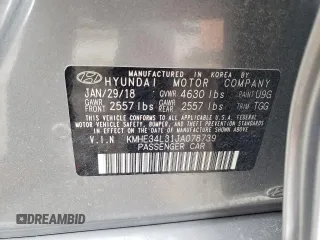 MANUFACTURED IN KOREA BY
HYUNDAI MOTOR COMPANY
JAN/29/18 GVWR 4630 lbs PAINT U9G
GAWR FRONT 2557 lbs GAWR REAR 2557 lbs TRIM TGG
THIS VEHICLE CONFORMS TO ALL APPLICABLE
FEDERAL MOTOR VEHICLE SAFETY, BUMPER,
AND THEFT PREVENTION STANDARDS IN EFFECT
ON THE DATE OF MANUFACTURE SHOWN ABOVE.
V.I.N KMHE34L31JA078739
PASSENGER CAR